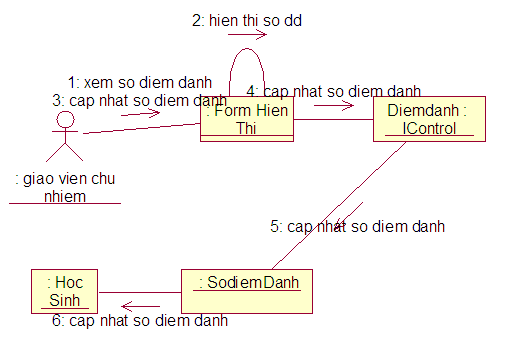 2: hien thi so dd
1: xem so diem danh
3: cap nhat so diem danh
4: cap nhat so diem danh
: Form Hien
Thi
Diemdanh :
IControl
: giao vien chu
nhiem
5: cap nhat so diem danh
: Hoc
Sinh
: SodiemDanh
6: cap nhat so diem danh